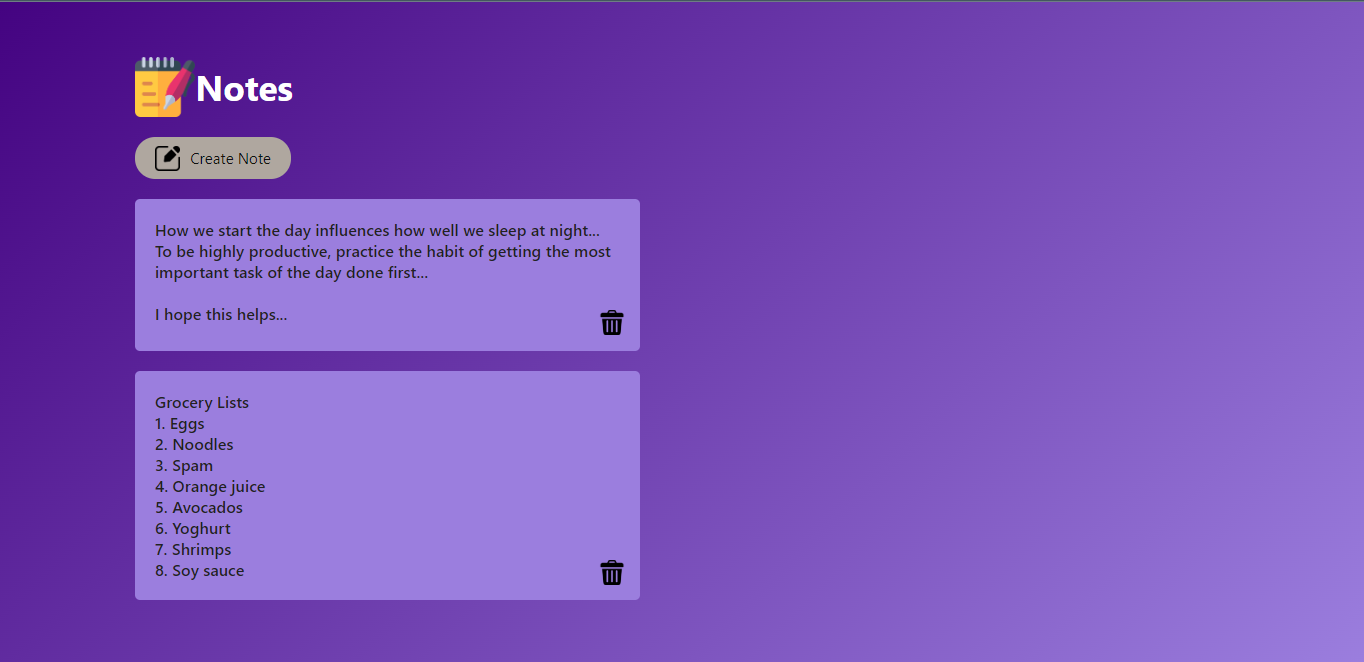 Notes
Create Note
How we start the day influences how well we sleep at night...
To be highly productive, practice the habit of getting the most
important task of the day done first...
I hope this helps...
Grocery Lists
1. Eggs
2. Noodles
3. Spam
4. Orange juice
5. Avocados
6. Yoghurt
7. Shrimps
8. Soy sauce